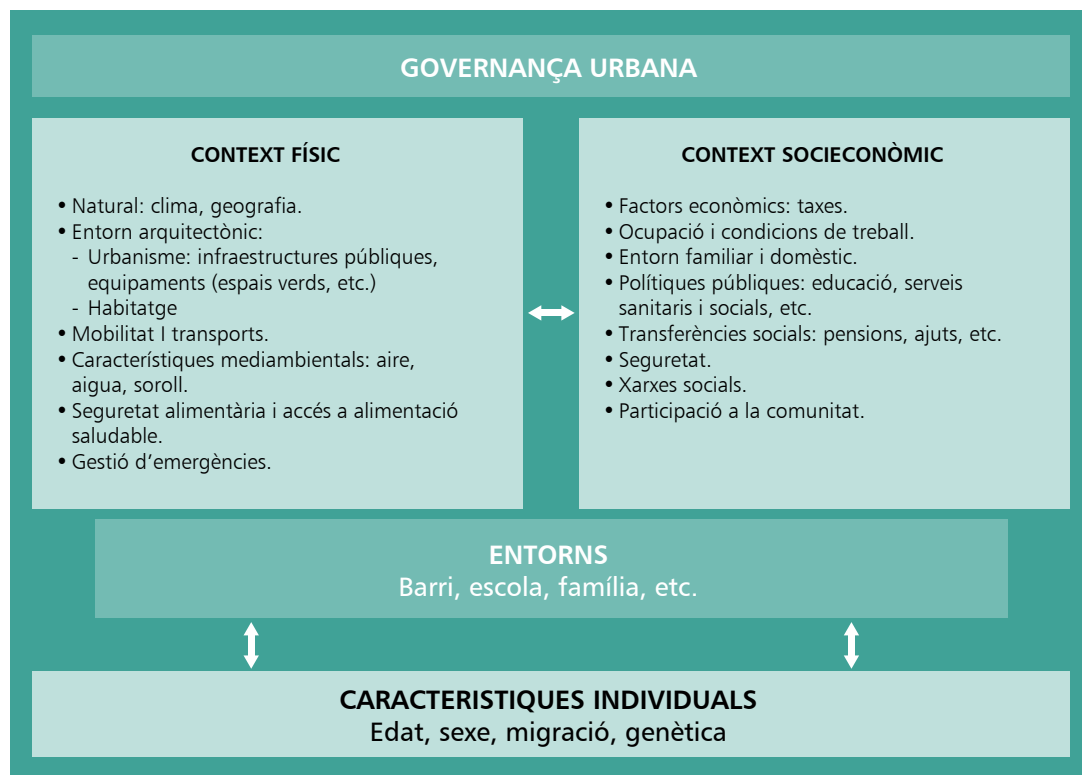 GOVERNANÇA URBANA
CONTEXT FÍSIC
• Natural: clima, geografia.
• Entorn arquitectònic:
- Urbanisme: infraestructures públiques,
equipaments (espais verds, etc.)
- Habitatge
• Mobilitat I transports.
• Característiques mediambientals: aire,
aigua, soroll.
• Seguretat alimentària i accés a alimentació
saludable.
• Gestió d’emergències.
CONTEXT SOCIECONÒMIC
• Factors econòmics: taxes.
• Ocupació i condicions de treball.
• Entorn familiar i domèstic.
• Polítiques públiques: educació, serveis
sanitaris i socials, etc.
• Transferències socials: pensions, ajuts, etc.
• Seguretat.
• Xarxes socials.
• Participació a la comunitat.
ENTORNS
Barri, escola, família, etc.
CARACTERISTIQUES INDIVIDUALS
Edat, sexe, migració, genètica